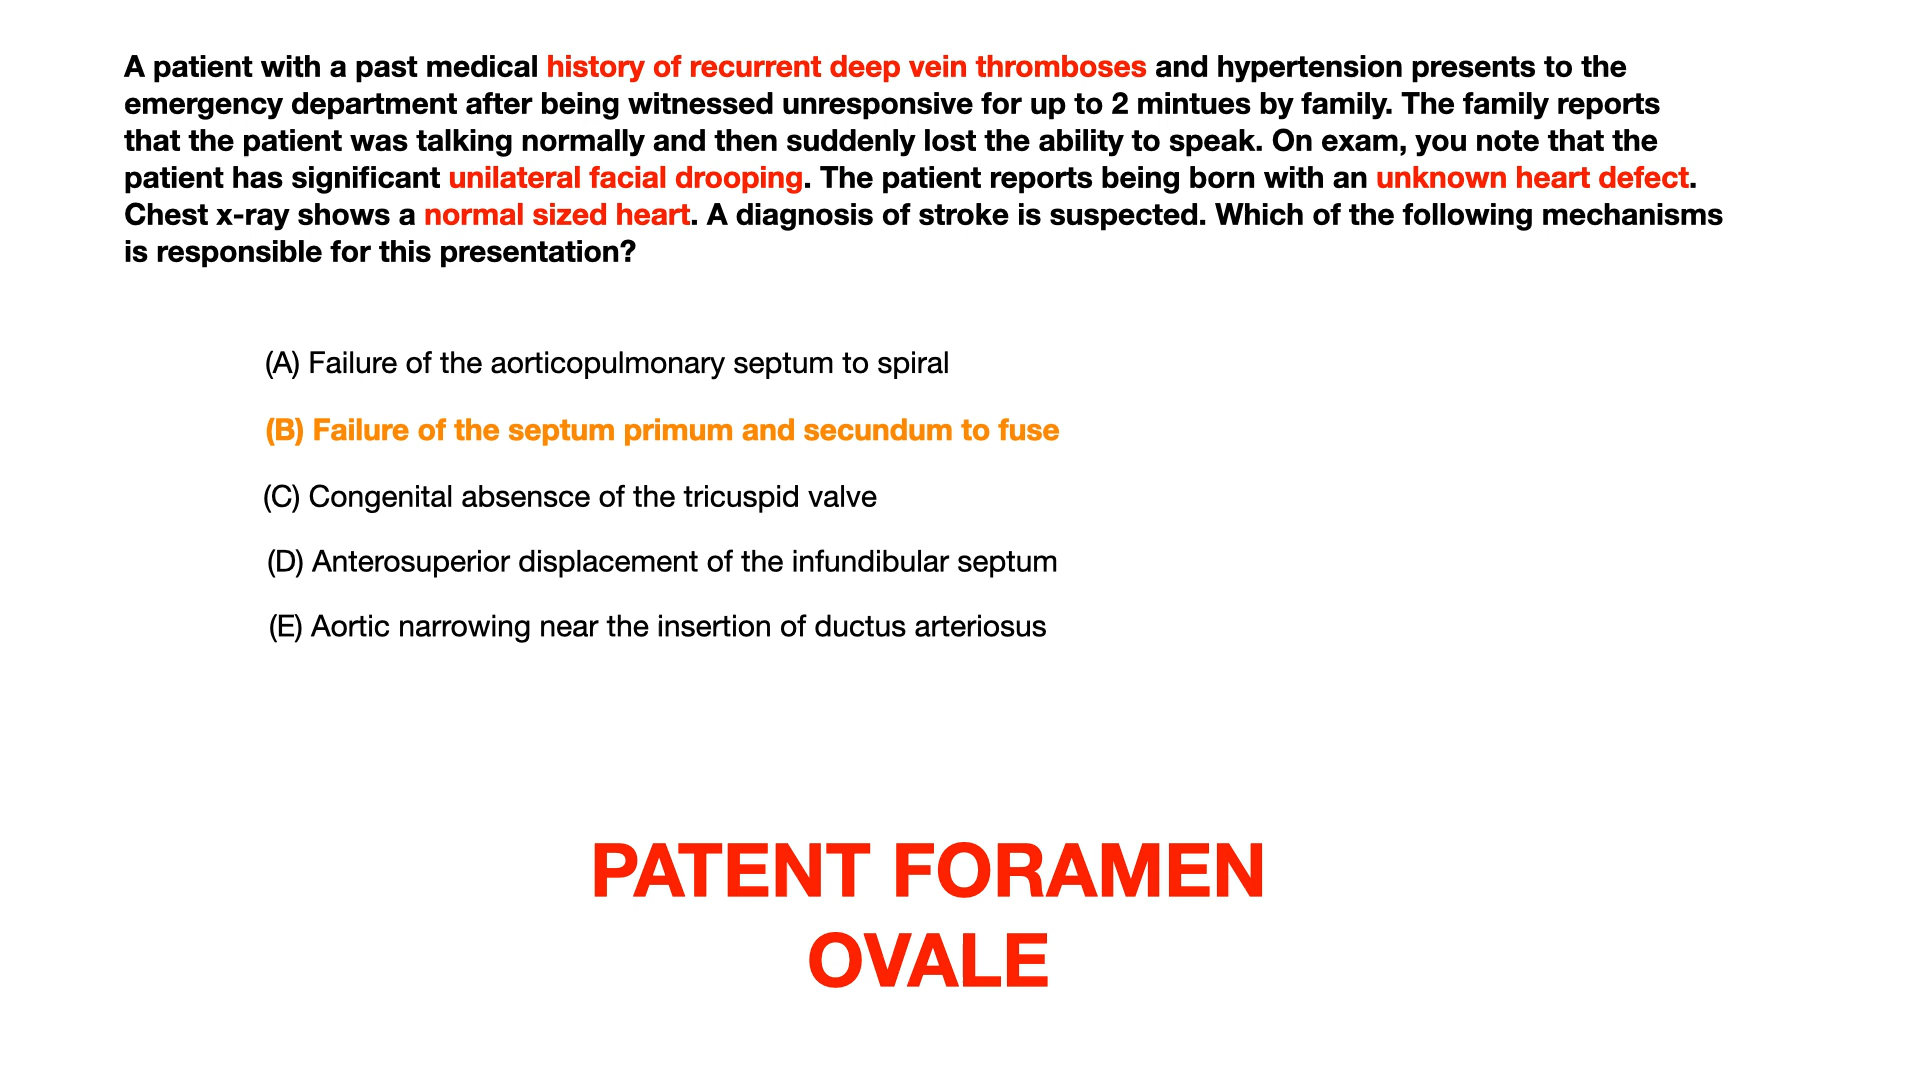 A patient with a past medical history of recurrent deep vein thromboses and hypertension presents to the
emergency department after being witnessed unresponsive for up to 2 mintues by family. The family reports
that the patient was talking normally and then suddenly lost the ability to speak. On exam, you note that the
patient has significant unilateral facial drooping. The patient reports being born with an unknown heart defect.
Chest x-ray shows a normal sized heart. A diagnosis of stroke is suspected. Which of the following mechanisms
is responsible for this presentation?
(A) Failure of the aorticopulmonary septum to spiral
(B) Failure of the septum primum and secundum to fuse
(C) Congenital absensce of the tricuspid valve
(D) Anterosuperior displacement of the infundibular septum
(E) Aortic narrowing near the insertion of ductus arteriosus
PATENT FORAMEN
OVALE